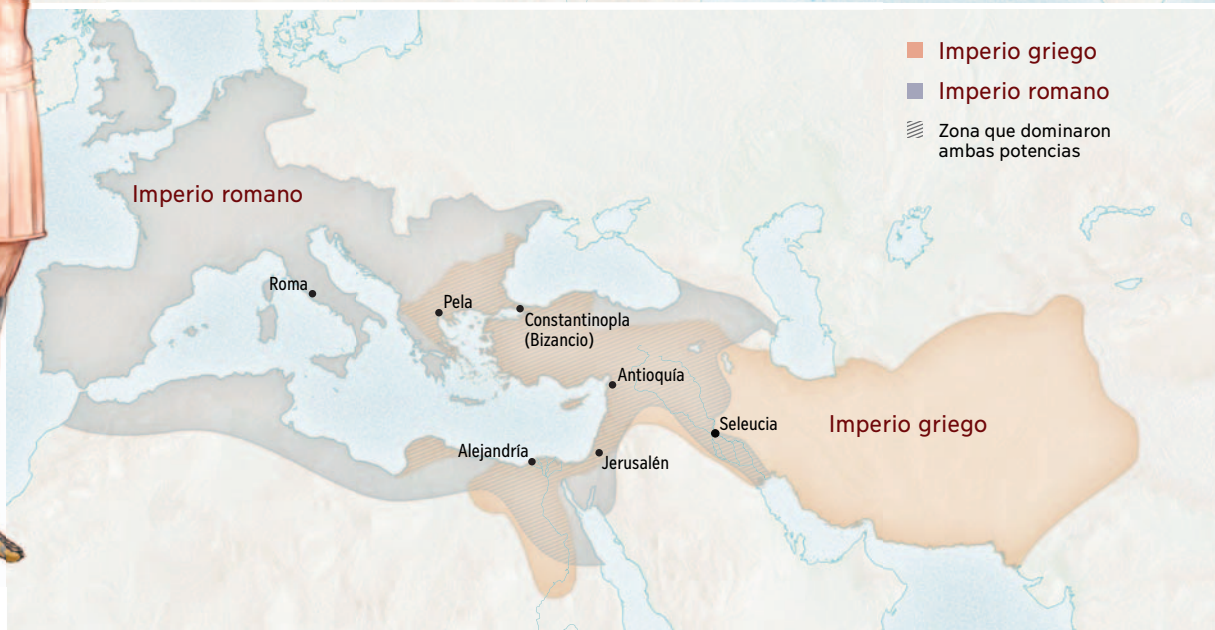 Imperio griego
Imperio romano
Zona que dominaron
ambas potencias
Imperio romano
Roma
Pela
Constantinopla
(Bizancio)
Antioquía
Seleucia
Imperio griego
Alejandría
Jerusalén